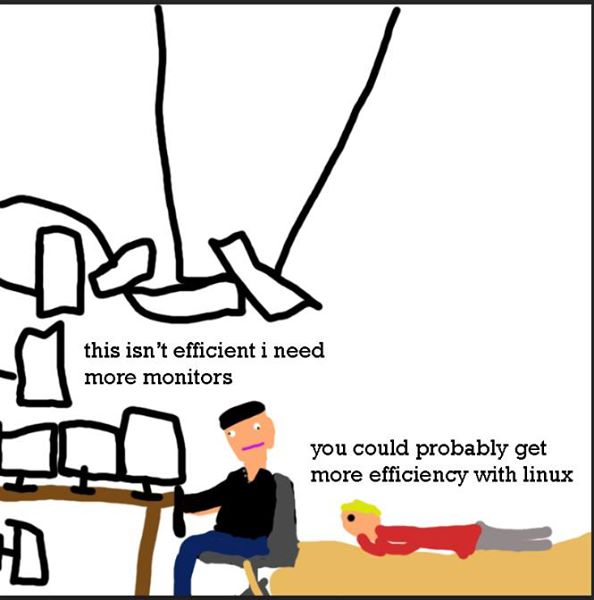 this isn't efficient i need
more monitors
you could probably get
more efficiency with linux